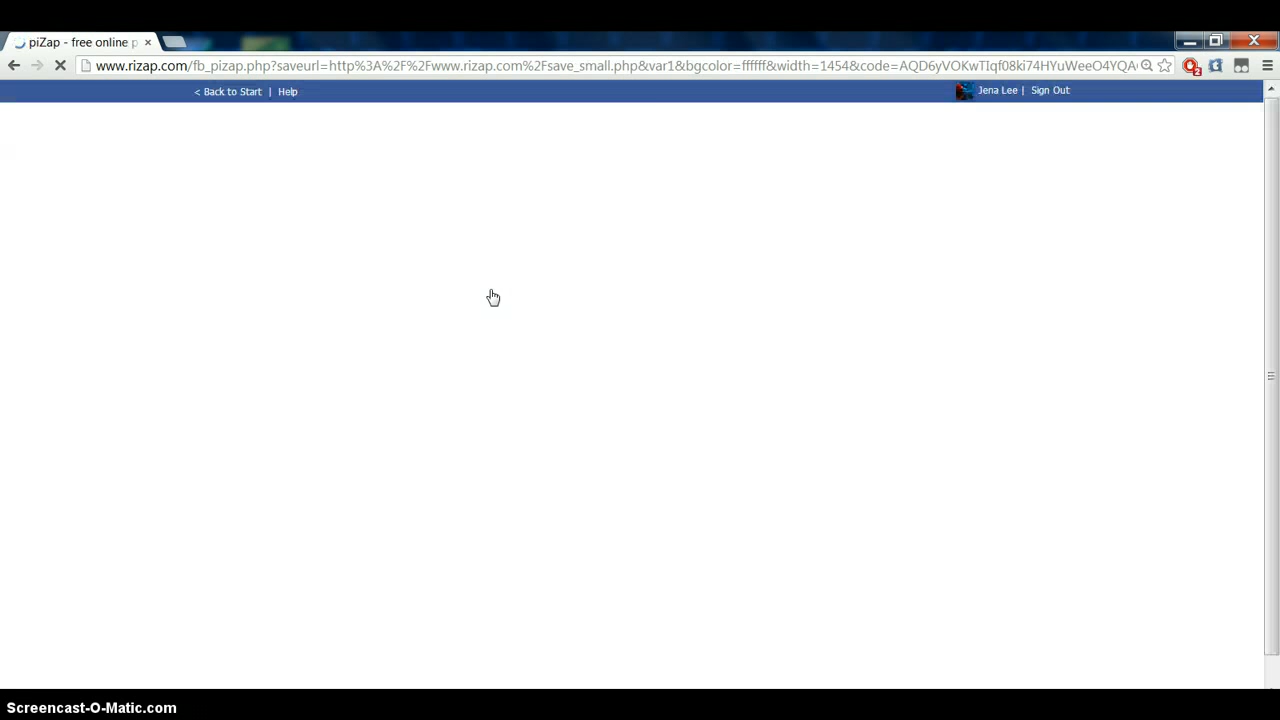 piZap - free online p
www.rizap.com/fb_pizap.php?saveurl=http%3A%2F%2Fwww.rizap.com%2Fsave_small.php&var1&bgcolor=ffffff&width=1454&code=AQD6yVOKwTIqf08ki74HYuWeeO4YQA
2
< Back to Start | Help
Jena Lee | Sign Out
Screencast-O-Matic.com